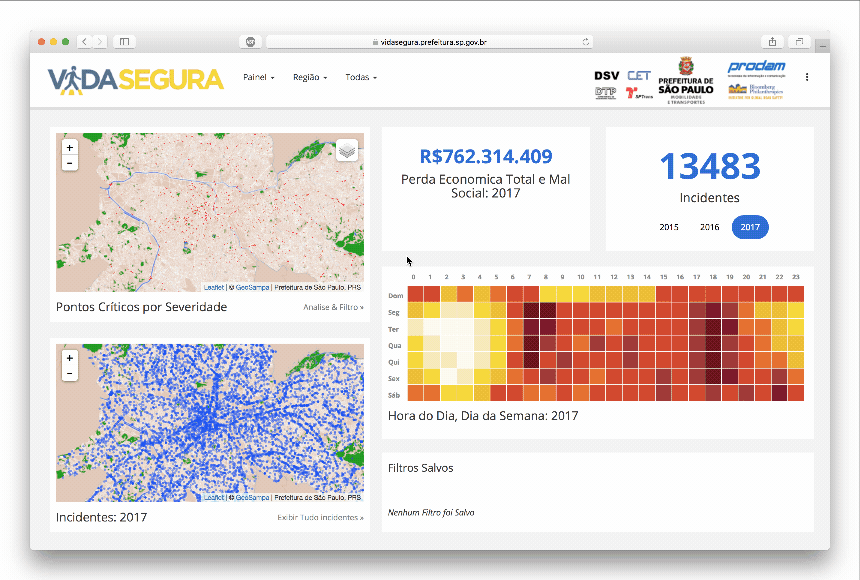 vidasegura.prefeitura.sp.gov.br
VIDASEGURA
Painel
Região
Todas
DSV
CET
DTP
SPTrans
PREFEITURA DE
SÃO PAULO
MOBILIDADE
E TRANSPORTES
prodam
Bloomberg
Philanthropies
+
−
Leaflet | © GeoSampa | Prefeitura de São Paulo, PRS
Pontos Críticos por Severidade
Analise & Filtro »
R$762.314.409
Perda Economica Total e Mal
Social: 2017
13483
Incidentes
2015 2016 2017
0 1 2 3 4 5 6 7 8 9 10 11 12 13 14 15 16 17 18 19 20 21 22 23
Dom
Seg
Ter
Qua
Qui
Sex
Sáb
Hora do Dia, Dia da Semana: 2017
+
−
Leaflet | © GeoSampa | Prefeitura de São Paulo, PRS
Incidentes: 2017
Exibir Tudo Incidentes »
Filtros Salvos
Nenhum Filtro foi Salvo